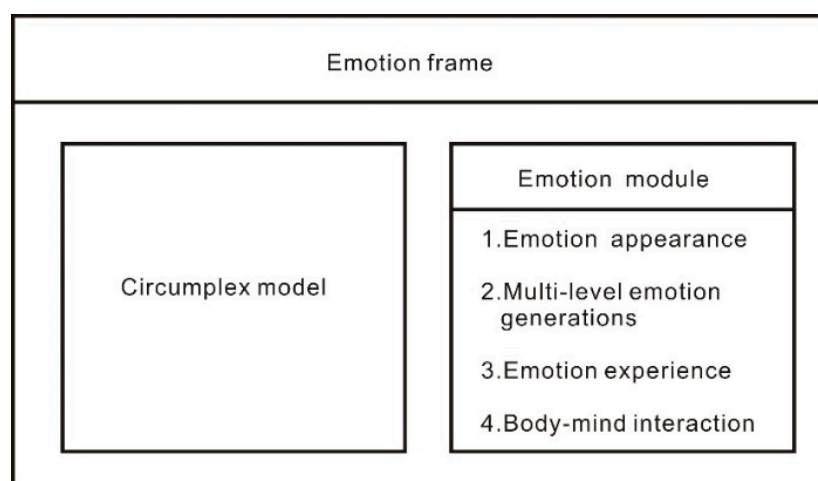 Emotion frame
Circumplex model
Emotion module
1.Emotion appearance
2.Multi-level emotion
generations
3.Emotion experience
4.Body-mind interaction